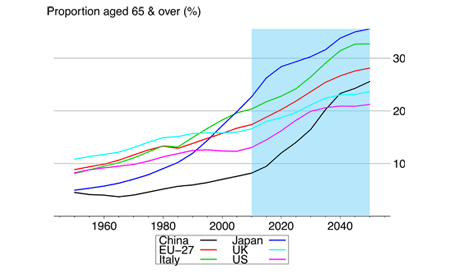 Proportion aged 65 & over (%)
30
20
10
1960 1980 2000 2020 2040
China Japan
EU-27 UK
Italy US